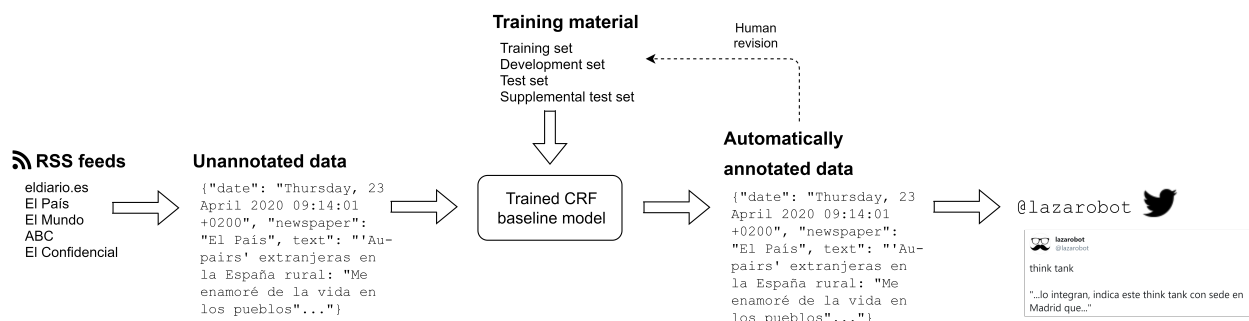 Training material
Training set
Development set
Test set
Supplemental test set
Human
revision
RSS feeds
eldiario.es
El País
El Mundo
ABC
El Confidencial
Unannotated data
{"date": "Thursday, 23
April 2020 09:14:01
+0200", "newspaper":
"El País", text": "'Au-
pairs' extranjeras en
la España rural: "Me
enamoré de la vida en
los pueblos"..."}
Trained CRF
baseline model
Automatically
annotated data
{"date": "Thursday, 23
April 2020 09:14:01
+0200", "newspaper":
"El País", text": "'Au-
pairs' extranjeras en
la España rural: "Me
enamoré de la vida en
los pueblos"..."}
@lazarobot
lazarobot
@lazarobot
think tank
"...lo integran, indica este think tank con sede en
Madrid que..."